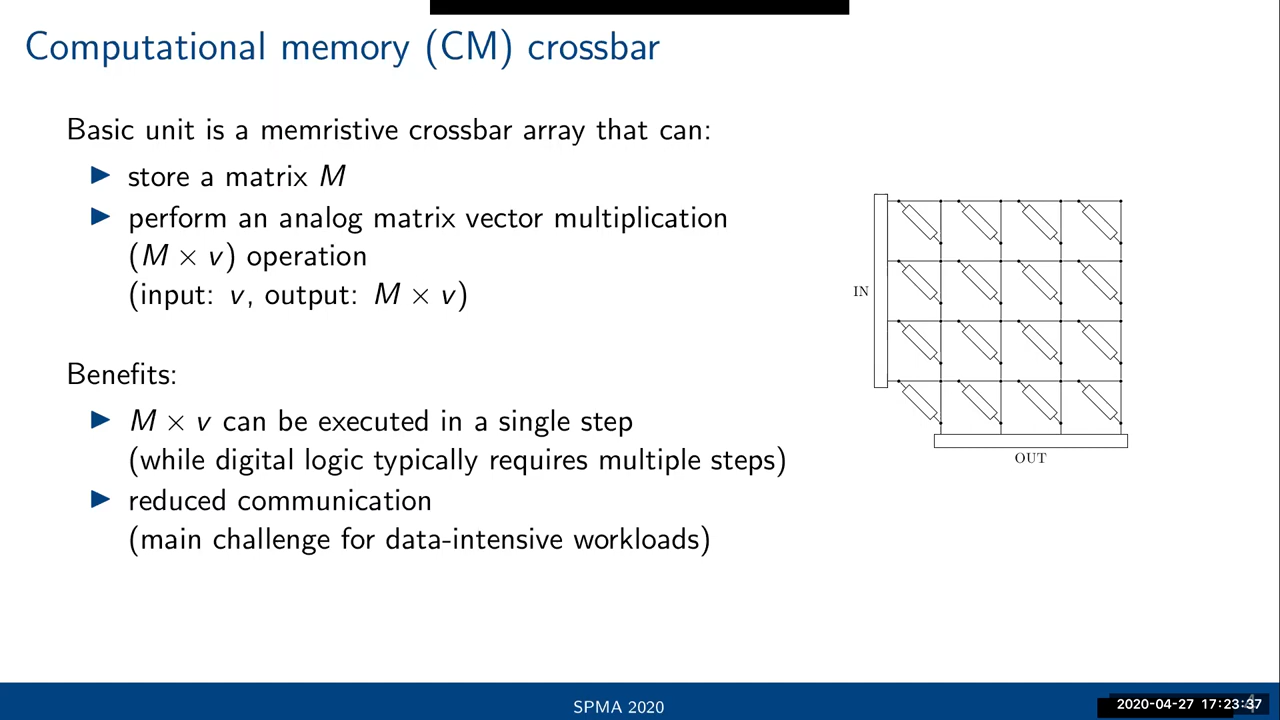 Computational memory (CM) crossbar
Basic unit is a memristive crossbar array that can:
store a matrix M
perform an analog matrix vector multiplication
(M × v) operation
(input: v, output: M × v)
Benefits:
M × v can be executed in a single step
(while digital logic typically requires multiple steps)
reduced communication
(main challenge for data-intensive workloads)
IN
OUT
SPMA 2020
2020-04-27 17:23:37